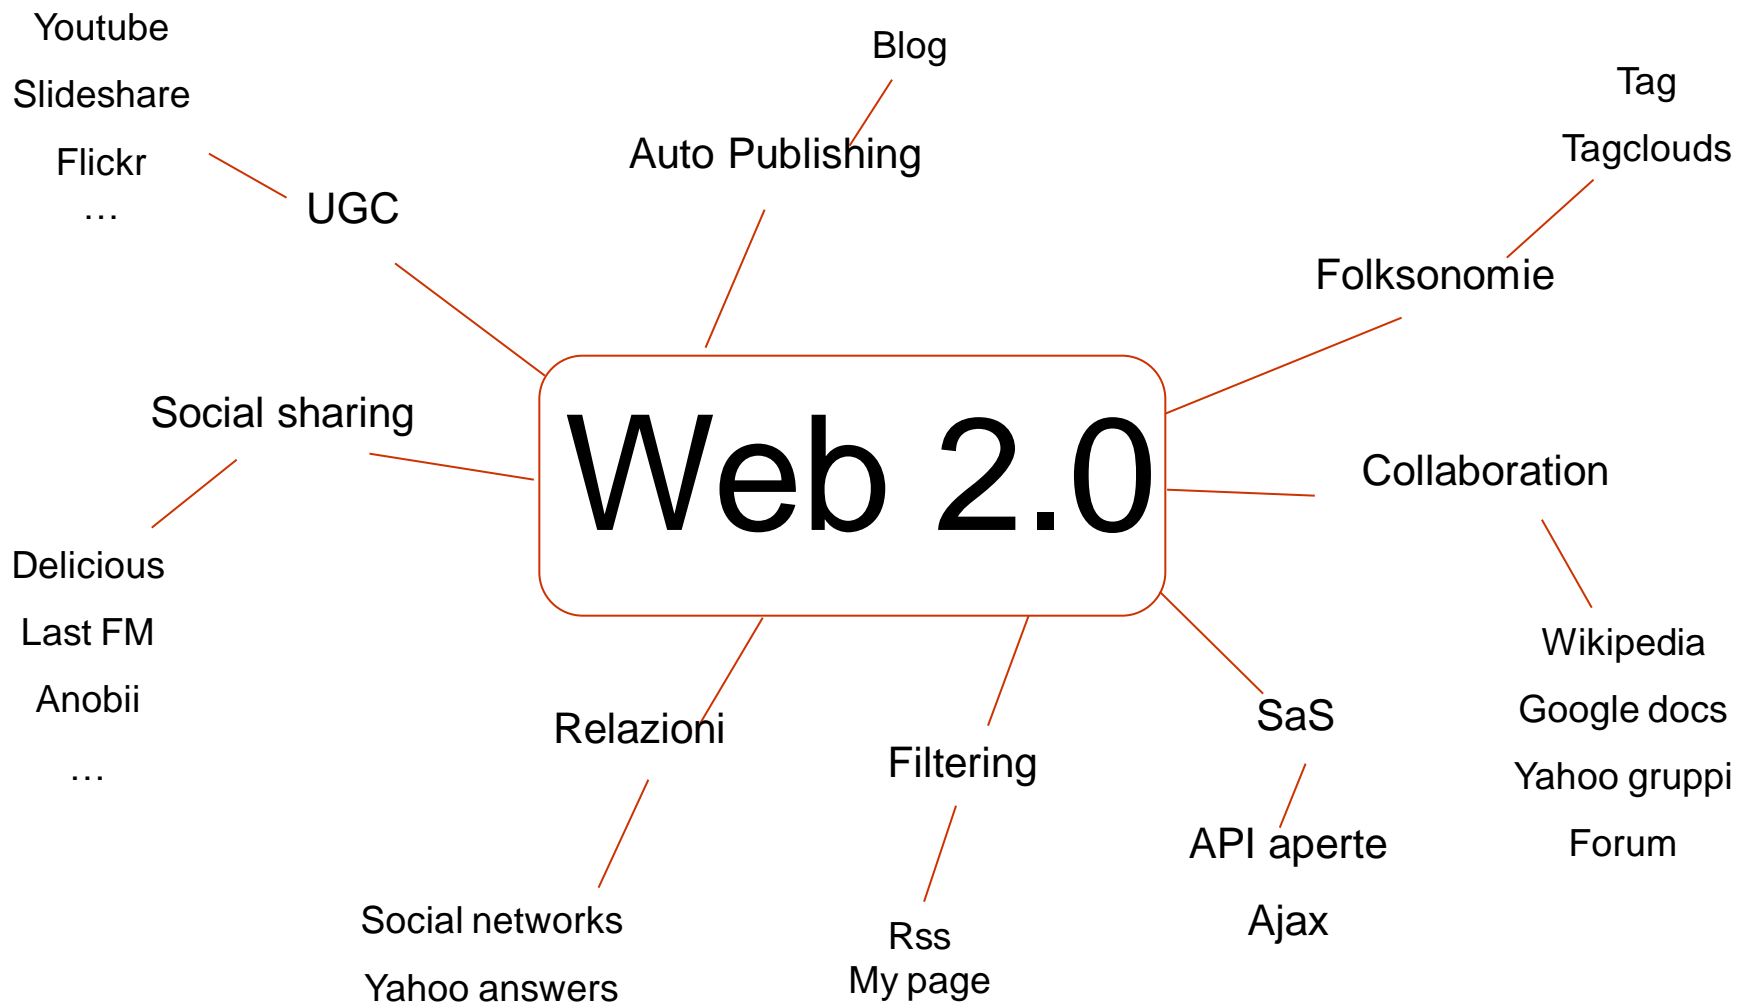 Youtube
Slideshare
Flickr
…
UGC
Blog
Auto Publishing
Tag
Tagclouds
Folksonomie
Social sharing
Delicious
Last FM
Anobii
…
Web 2.0
Collaboration
Wikipedia
Google docs
Yahoo gruppi
Forum
Relazioni
Social networks
Yahoo answers
Filtering
Rss
My page
SaS
API aperte
Ajax